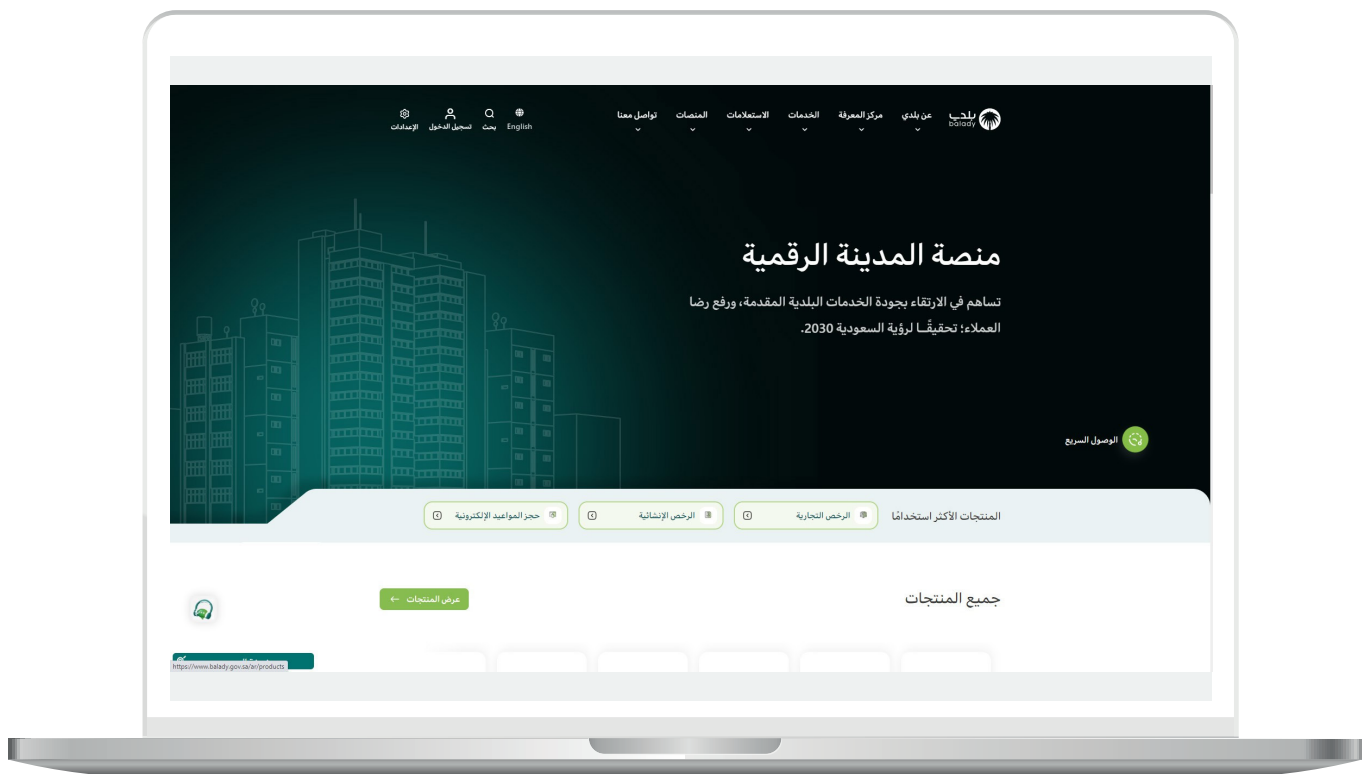 بلدي
balady
عن بلدي
مركز المعرفة
الخدمات
الاستعلامات
المنصات
تواصل معنا
English
بحث
تسجيل الدخول
الإعدادات
منصة المدينة الرقمية
تساهم في الارتقاء بجودة الخدمات البلدية المقدمة، ورفع رضا
العملاء؛ تحقيقًــا لرؤية السعودية 2030.
الوصول السريع
المنتجات الأكثر استخدامًا
الرخص التجارية
الرخص الإنشائية
حجز المواعيد الإلكترونية
جميع المنتجات
عرض المنتجات ←
https://www.balady.gov.sa/ar/products